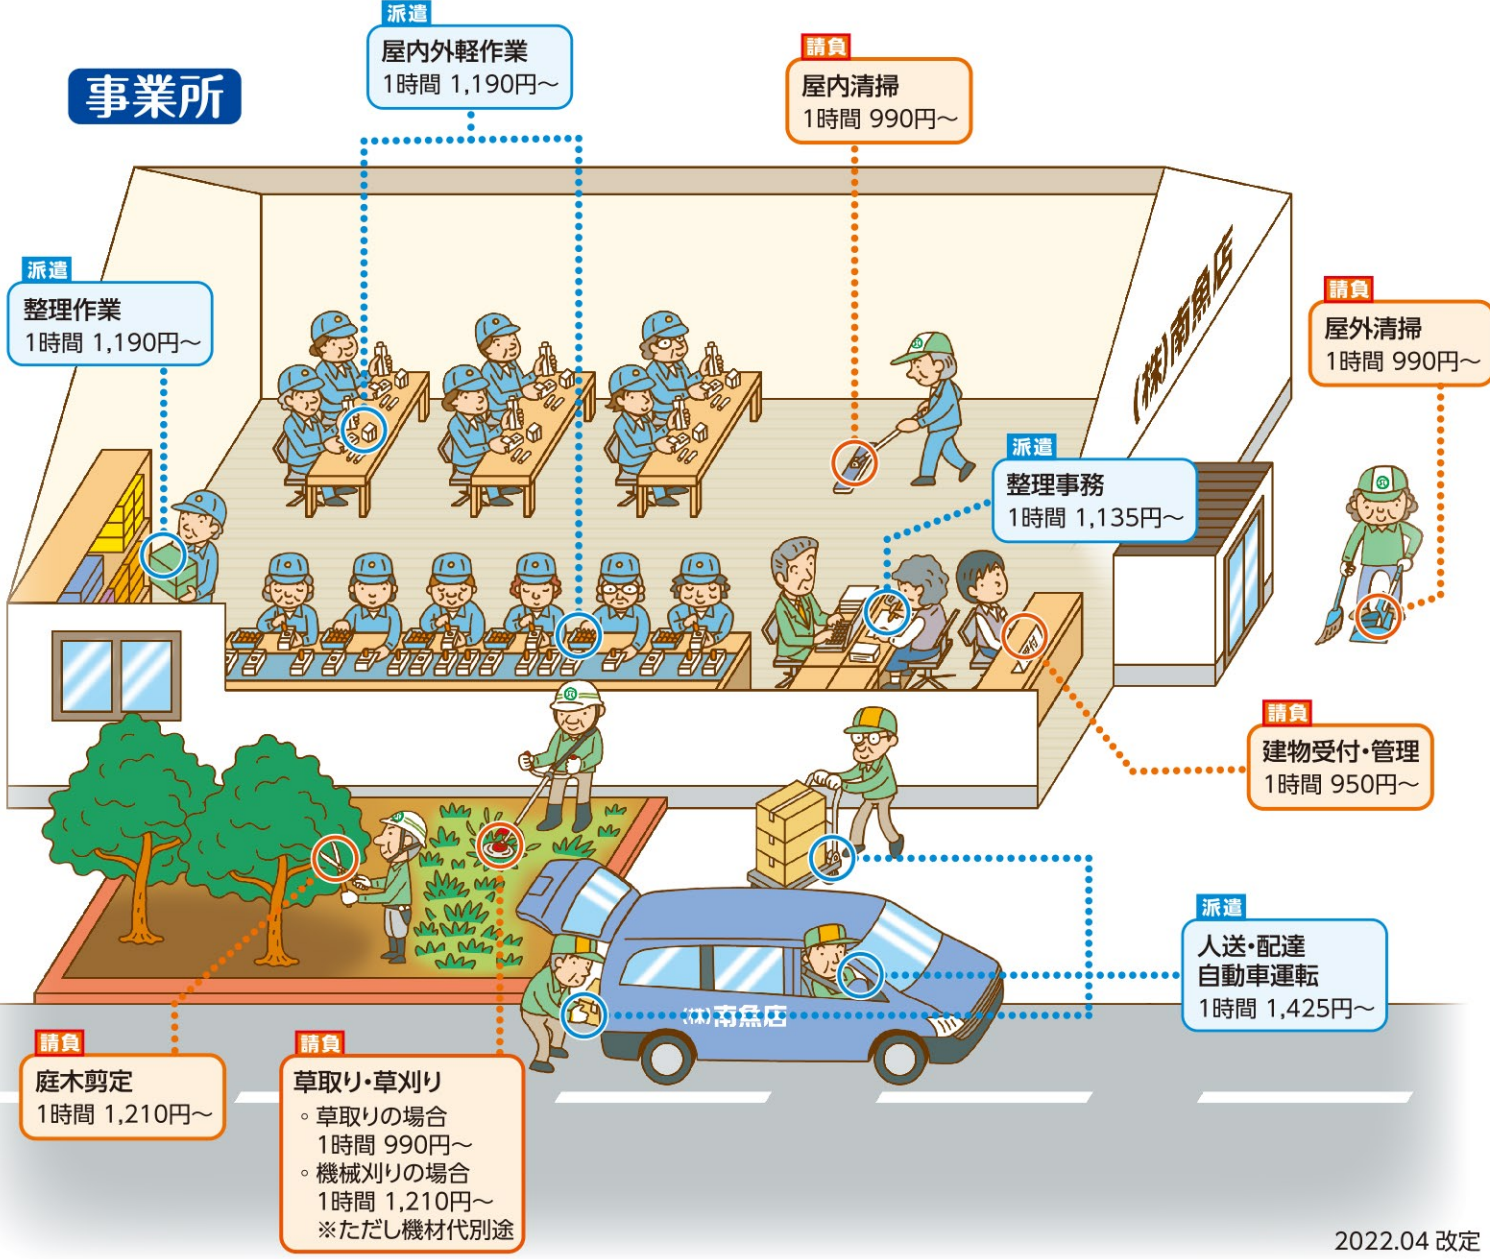 事業所
派遣
屋内外軽作業
1時間 1,190円～
請負
屋内清掃
1時間 990円～
派遣
整理作業
1時間 1,190円～
(株)南魚店
請負
屋外清掃
1時間 990円～
派遣
整理事務
1時間 1,135円～
受付
請負
建物受付・管理
1時間 950円～
派遣
人送・配達
自動車運転
1時間 1,425円～
(株)南魚店
請負
庭木剪定
1時間 1,210円～
請負
草取り・草刈り
◦草取りの場合
1時間 990円～
◦機械刈りの場合
1時間 1,210円～
※ただし機材代別途
2022.04 改定